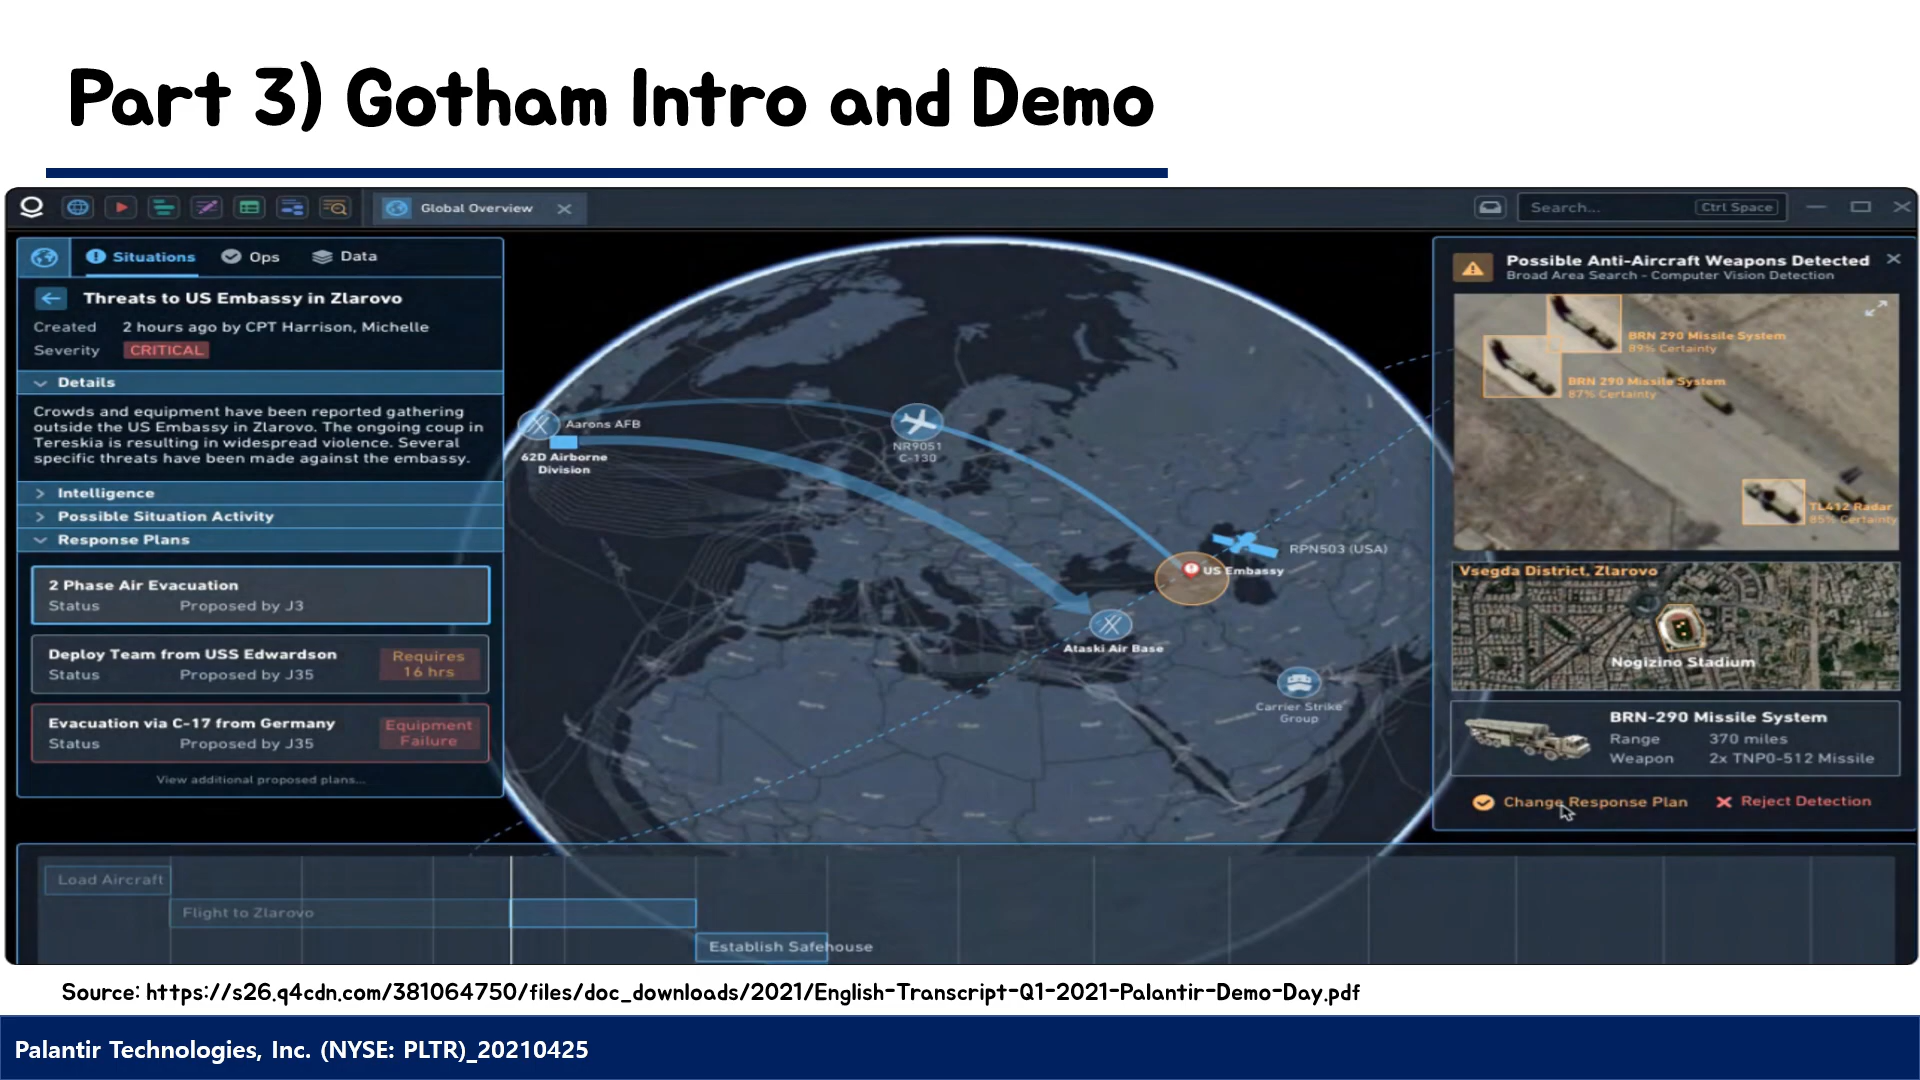 Part 3) Gotham Intro and Demo
Global Overview
Search...
Ctrl Space
Situations
Ops
Data
Threats to US Embassy in Zlarovo
Created 2 hours ago by CPT Harrison, Michelle
Severity CRITICAL
Details
Crowds and equipment have been reported gathering
outside the US Embassy in Zlarovo. The ongoing coup in
Tereskia is resulting in widespread violence. Several
specific threats have been made against the embassy.
Intelligence
Possible Situation Activity
Response Plans
2 Phase Air Evacuation
Status Proposed by J3
Deploy Team from USS Edwardson
Status Proposed by J35
Requires
16 hrs
Evacuation via C-17 from Germany
Status Proposed by J35
Equipment
Failure
View additional proposed plans...
Aarons AFB
62D Airborne
Division
NR9051
C-130
RPN503 (USA)
US Embassy
Ataski Air Base
Carrier Strike
Group
Possible Anti-Aircraft Weapons Detected
Broad Area Search - Computer Vision Detection
BRN 290 Missile System
89% Certainty
BRN 290 Missile System
87% Certainty
TL412 Radar
85% Certainty
Vsegda District, Zlarovo
Nogizino Stadium
BRN-290 Missile System
Range 370 miles
Weapon 2x TNP0-512 Missile
Change Response Plan
Reject Detection
Load Aircraft
Flight to Zlarovo
Establish Safehouse
Source: https://s26.q4cdn.com/381064750/files/doc_downloads/2021/English-Transcript-Q1-2021-Palantir-Demo-Day.pdf
Palantir Technologies, Inc. (NYSE: PLTR)_20210425